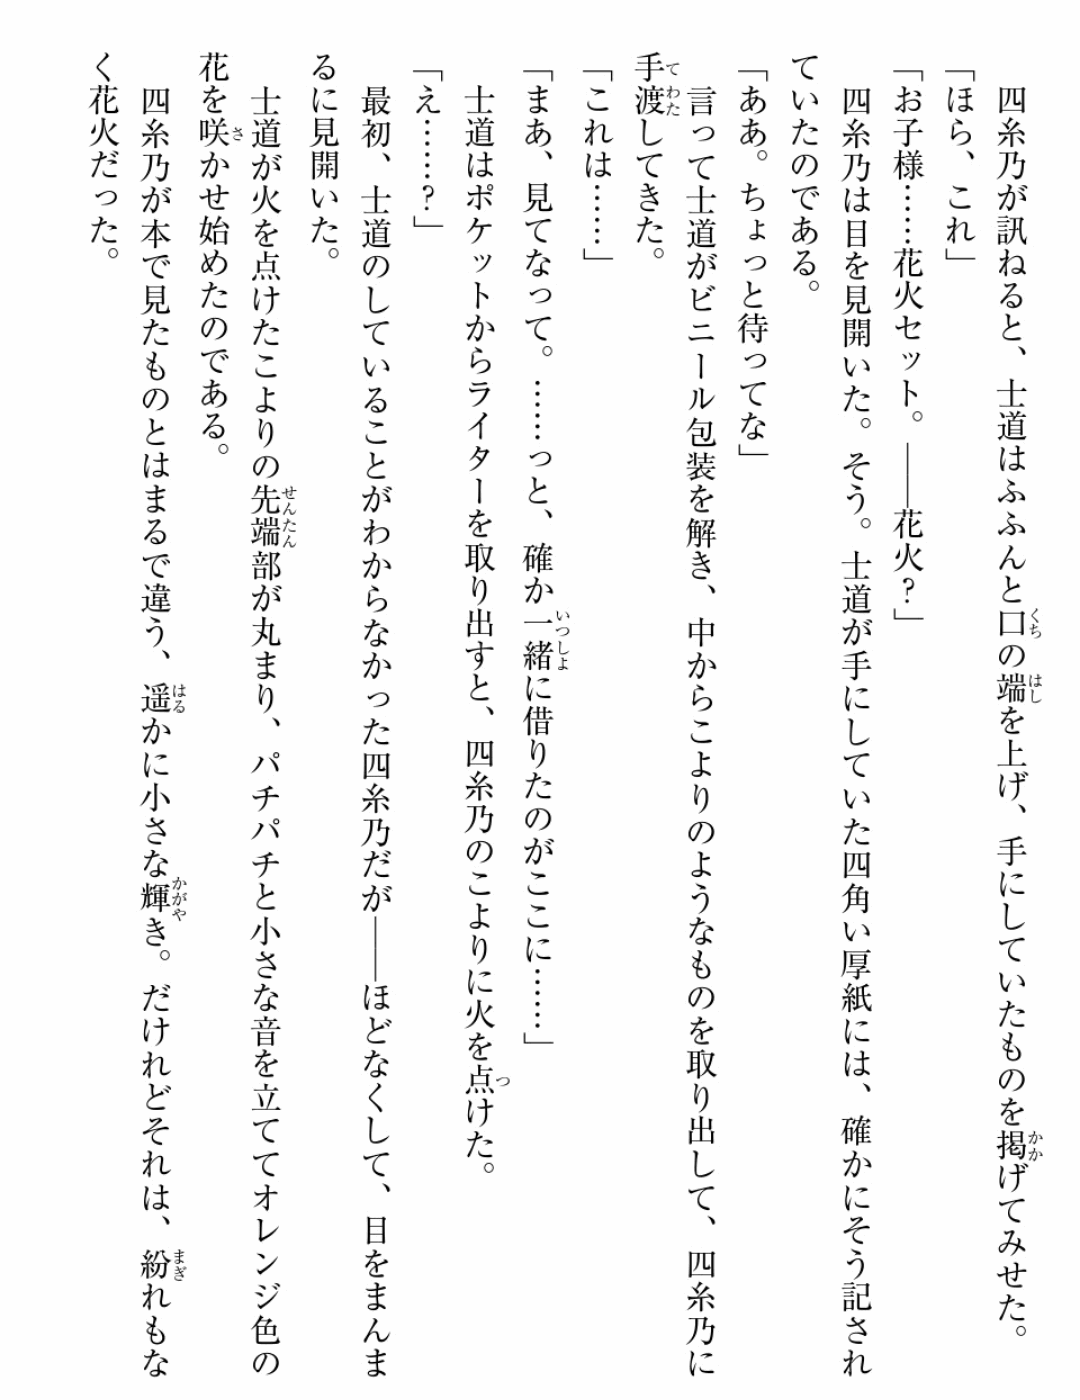 四糸乃が訊ねると、士道はふふんと口の端を上げ、手にしていたものを掲げてみせた。
「ほら、これ」
「お子様……花火セット。――花火？」
　四糸乃は目を見開いた。そう。士道が手にしていた四角い厚紙には、確かにそう記され
ていたのである。
「ああ。ちょっと待ってな」
　言って士道がビニール包装を解き、中からこよりのようなものを取り出して、四糸乃に
手渡してきた。
「これは……」
「まあ、見てなって。……っと、確か一緒に借りたのがここに……」
　士道はポケットからライターを取り出すと、四糸乃のこよりに火を点けた。
「え……？」
　最初、士道のしていることがわからなかった四糸乃だが――ほどなくして、目をまんま
るに見開いた。
　士道が火を点けたこよりの先端部が丸まり、パチパチと小さな音を立ててオレンジ色の
花を咲かせ始めたのである。
　四糸乃が本で見たものとはまるで違う、遥かに小さな輝き。だけれどそれは、紛れもな
く花火だった。